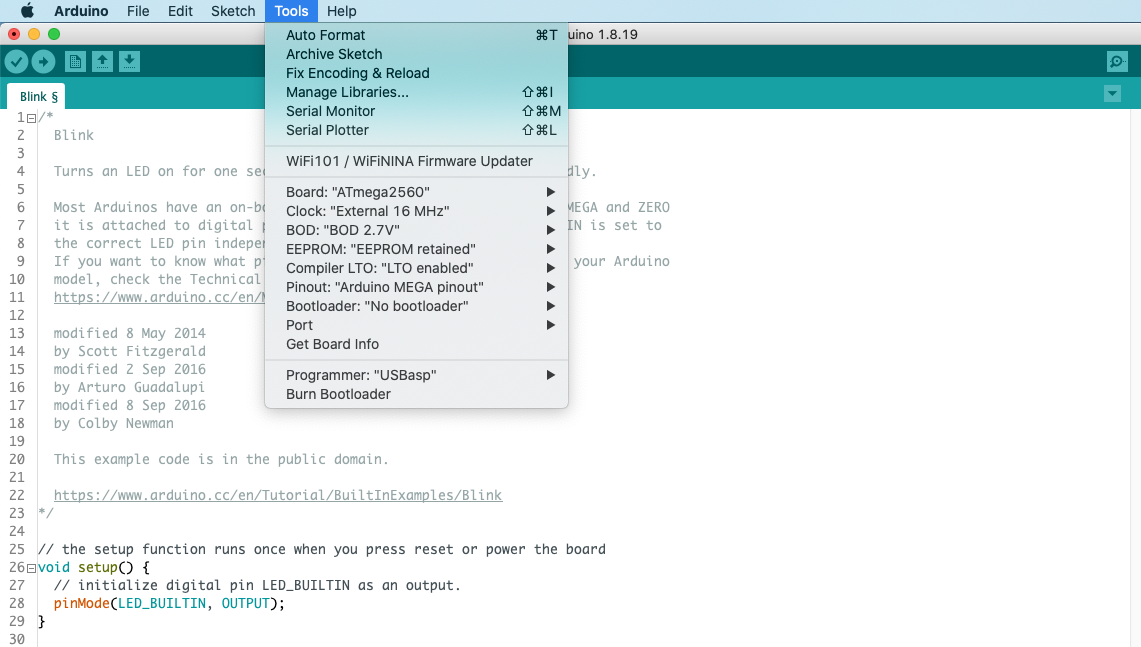 Arduino File Edit Sketch Tools Help
uino 1.8.19
Auto Format ⌘T
Archive Sketch
Fix Encoding & Reload
Manage Libraries... ⇧⌘I
Serial Monitor ⇧⌘M
Serial Plotter ⇧⌘L
WiFi101 / WiFiNINA Firmware Updater
Board: "ATmega2560"
Clock: "External 16 MHz"
BOD: "BOD 2.7V"
EEPROM: "EEPROM retained"
Compiler LTO: "LTO enabled"
Pinout: "Arduino MEGA pinout"
Bootloader: "No bootloader"
Port
Get Board Info
Programmer: "USBasp"
Burn Bootloader
Blink §
1 /*
2 Blink
3
4 Turns an LED on for one sec dly.
5
6 Most Arduinos have an on-bo MEGA and ZERO
7 it is attached to digital p IN is set to
8 the correct LED pin indepen
9 If you want to know what pi your Arduino
10 model, check the Technical
11 https://www.arduino.cc/en/M
12
13 modified 8 May 2014
14 by Scott Fitzgerald
15 modified 2 Sep 2016
16 by Arturo Guadalupi
17 modified 8 Sep 2016
18 by Colby Newman
19
20 This example code is in the public domain.
21
22 https://www.arduino.cc/en/Tutorial/BuiltInExamples/Blink
23 */
24
25 // the setup function runs once when you press reset or power the board
26 void setup() {
27 // initialize digital pin LED_BUILTIN as an output.
28 pinMode(LED_BUILTIN, OUTPUT);
29 }
30